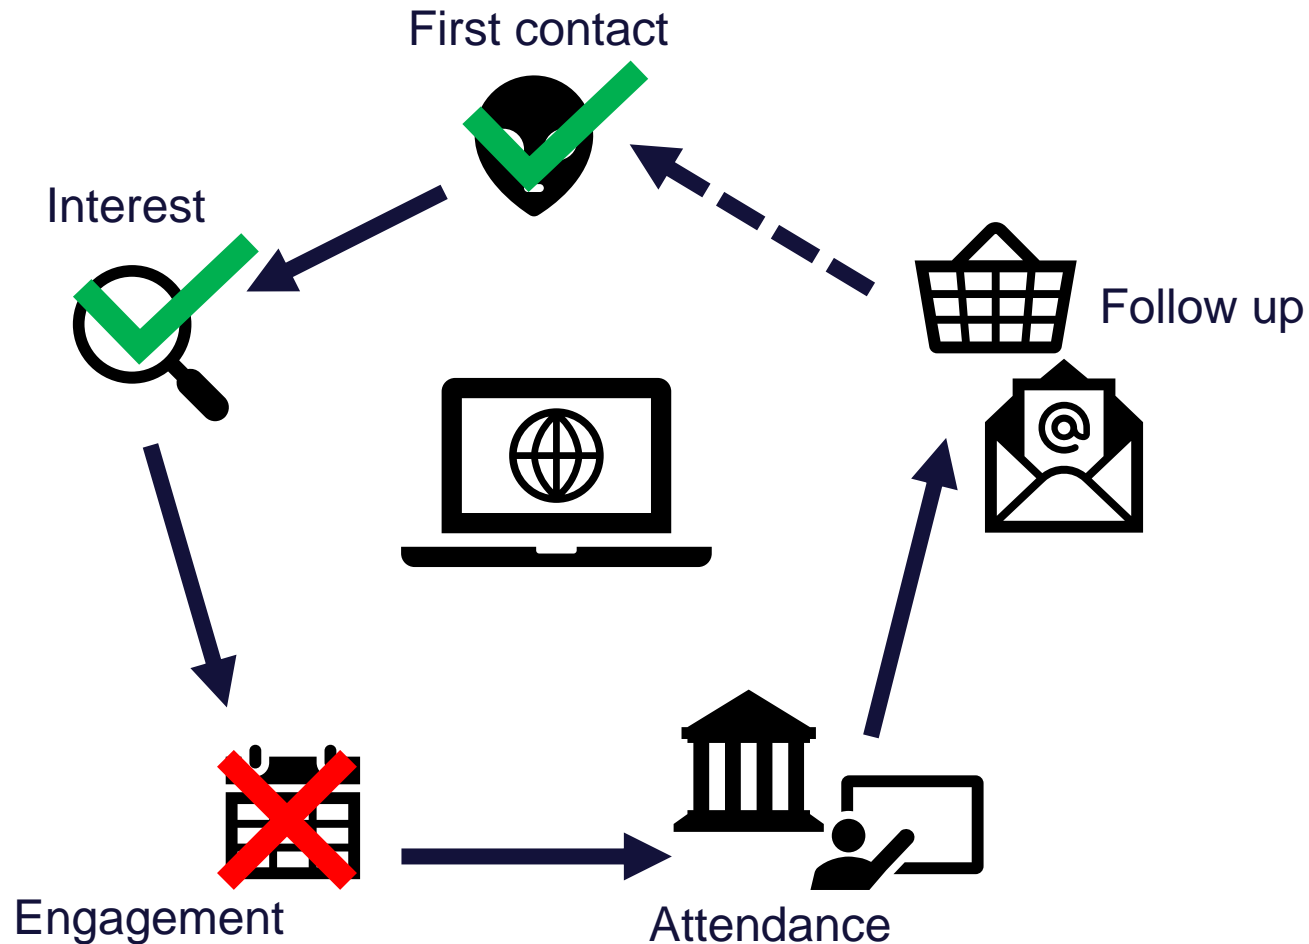 First contact
Interest
Follow up
@
Engagement
Attendance